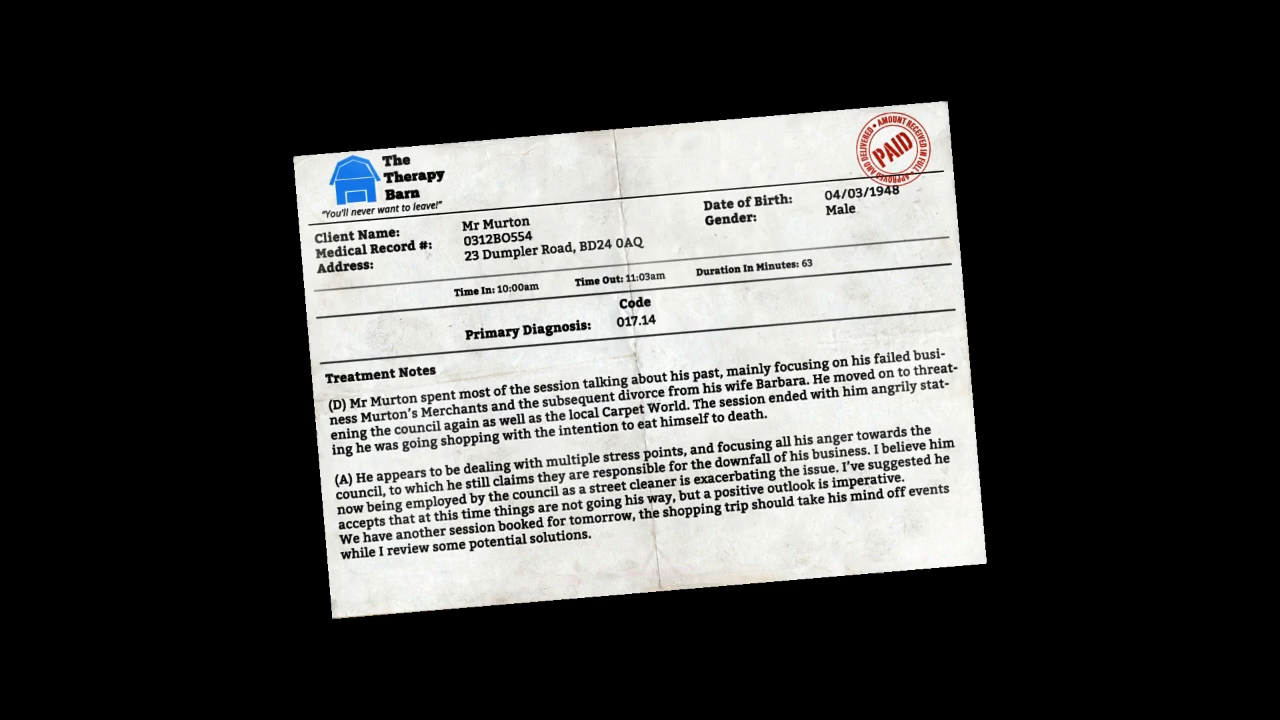 The
Therapy
Barn
"You'll never want to leave!"
AMOUNT RECEIVED IN FULL • APPROVED AND DELIVERED •
PAID
Client Name: Mr Murton Date of Birth: 04/03/1948
Medical Record #: 0312BO554 Gender: Male
Address: 23 Dumpler Road, BD24 0AQ
Time In: 10:00am Time Out: 11:03am Duration In Minutes: 63
Code
Primary Diagnosis: 017.14
Treatment Notes
(D) Mr Murton spent most of the session talking about his past, mainly focusing on his failed busi-
ness Murton's Merchants and the subsequent divorce from his wife Barbara. He moved on to threat-
ening the council again as well as the local Carpet World. The session ended with him angrily stat-
ing he was going shopping with the intention to eat himself to death.
(A) He appears to be dealing with multiple stress points, and focusing all his anger towards the
council, to which he still claims they are responsible for the downfall of his business. I believe him
now being employed by the council as a street cleaner is exacerbating the issue. I've suggested he
accepts that at this time things are not going his way, but a positive outlook is imperative.
We have another session booked for tomorrow, the shopping trip should take his mind off events
while I review some potential solutions.